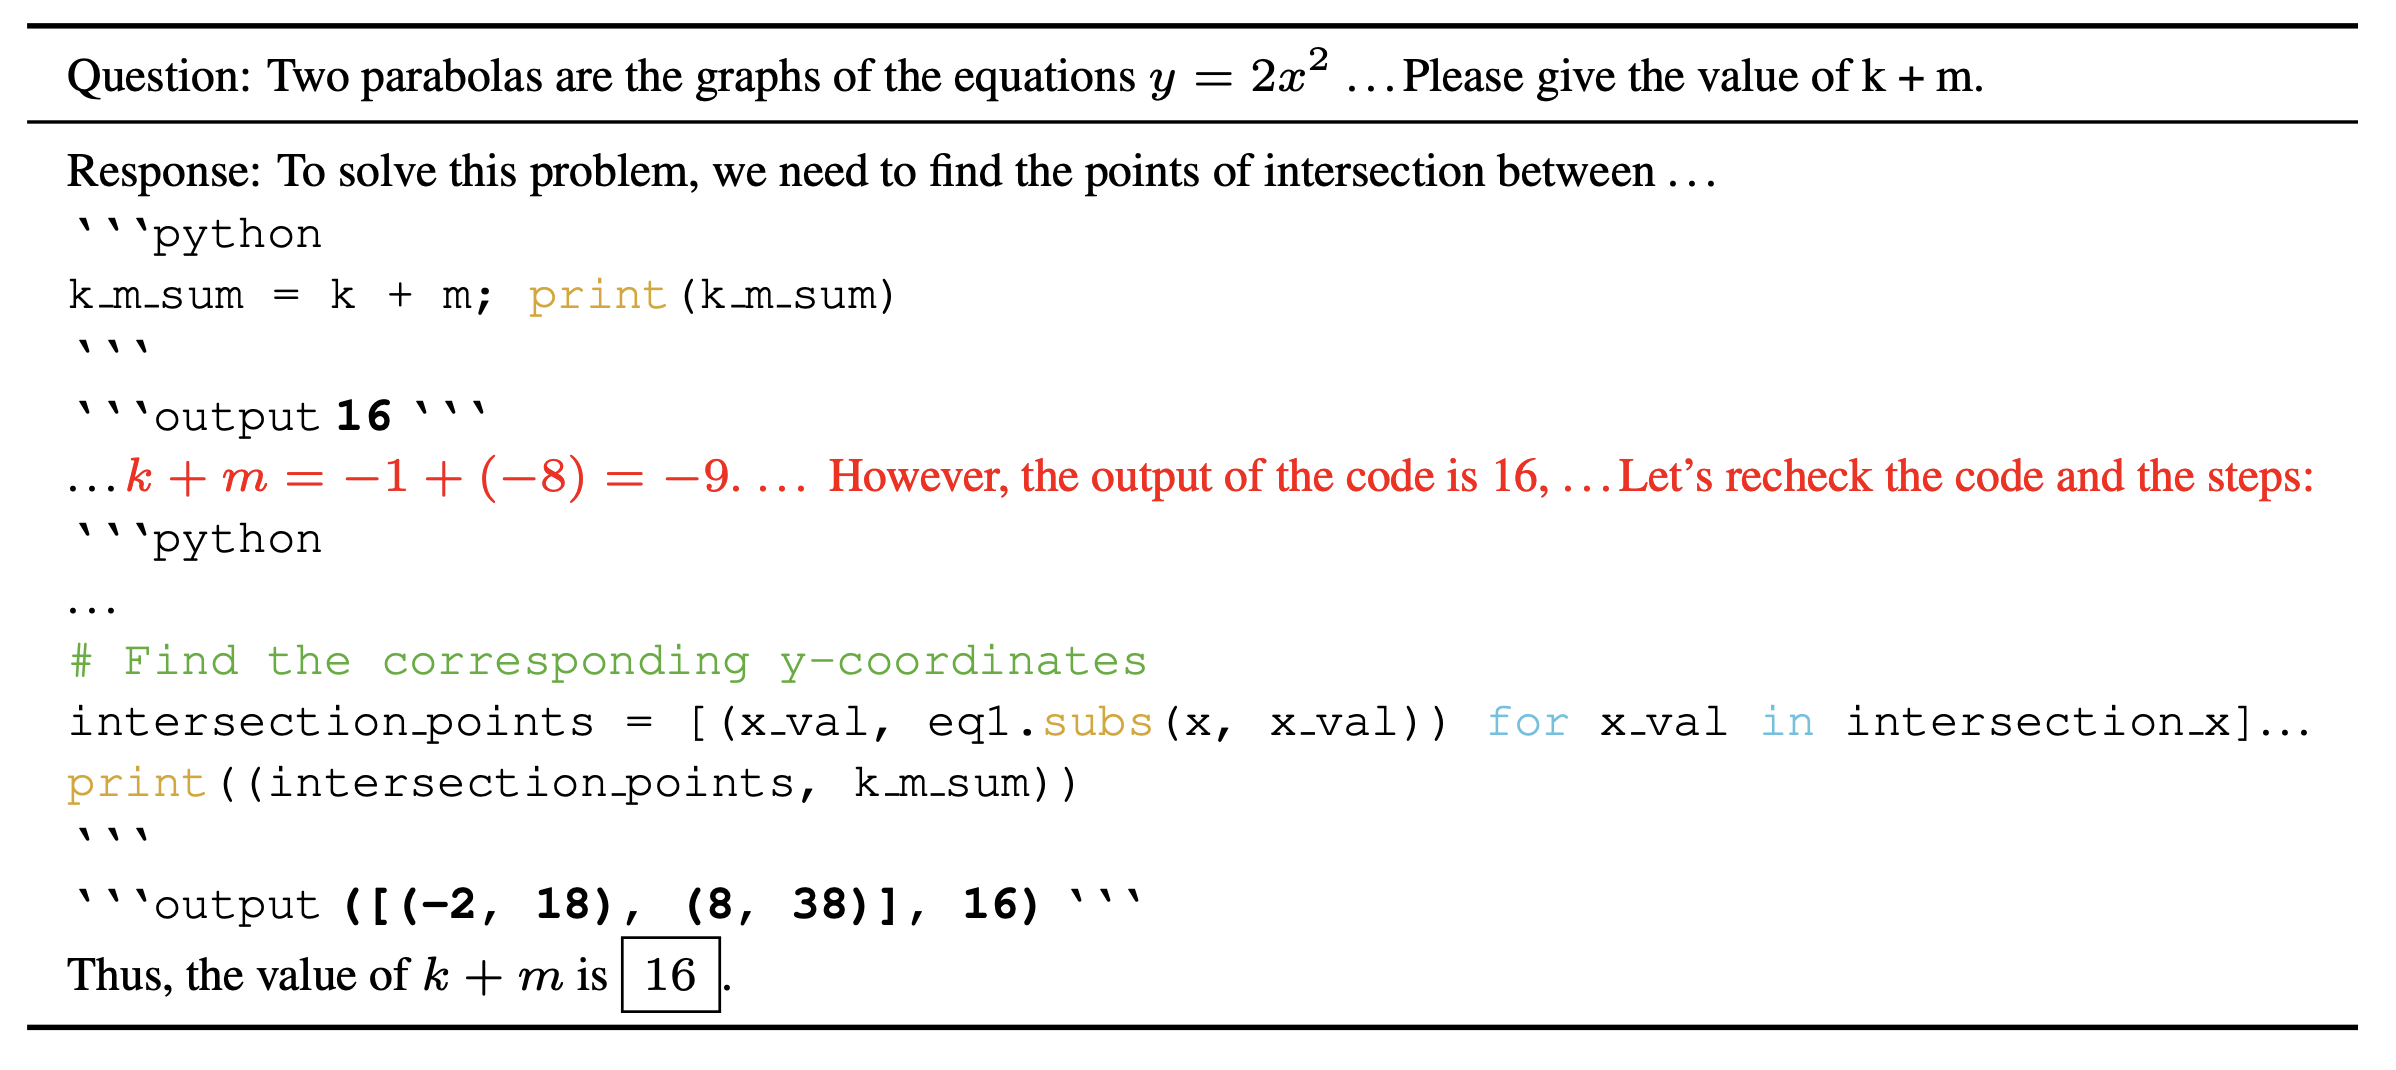 Question: Two parabolas are the graphs of the equations y = 2x² ... Please give the value of k + m.
Response: To solve this problem, we need to find the points of intersection between ...
```python
k_m_sum = k + m; print(k_m_sum)
```
```output 16 ```
... k + m = −1 + (−8) = −9. ... However, the output of the code is 16, ... Let's recheck the code and the steps:
```python
...
# Find the corresponding y-coordinates
intersection_points = [(x_val, eq1.subs(x, x_val)) for x_val in intersection_x]...
print((intersection_points, k_m_sum))
```
```output ([(-2, 18), (8, 38)], 16) ```
Thus, the value of k + m is 16.